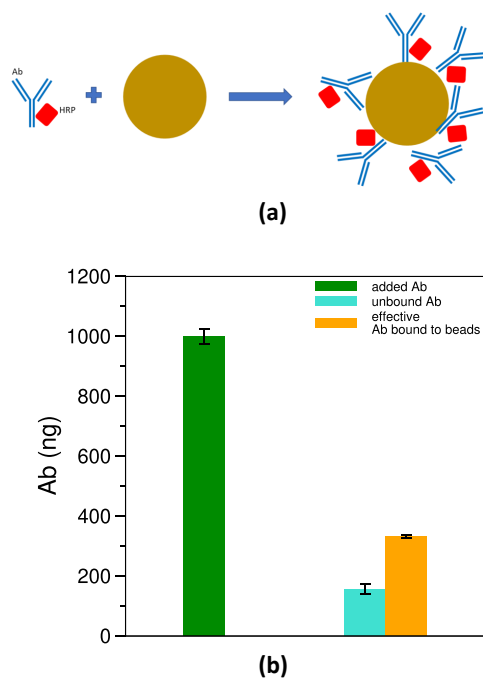 Ab
HRP
(a)
1200
1000
800
600
400
200
0
Ab (ng)
added Ab
unbound Ab
effective
Ab bound to beads
(b)